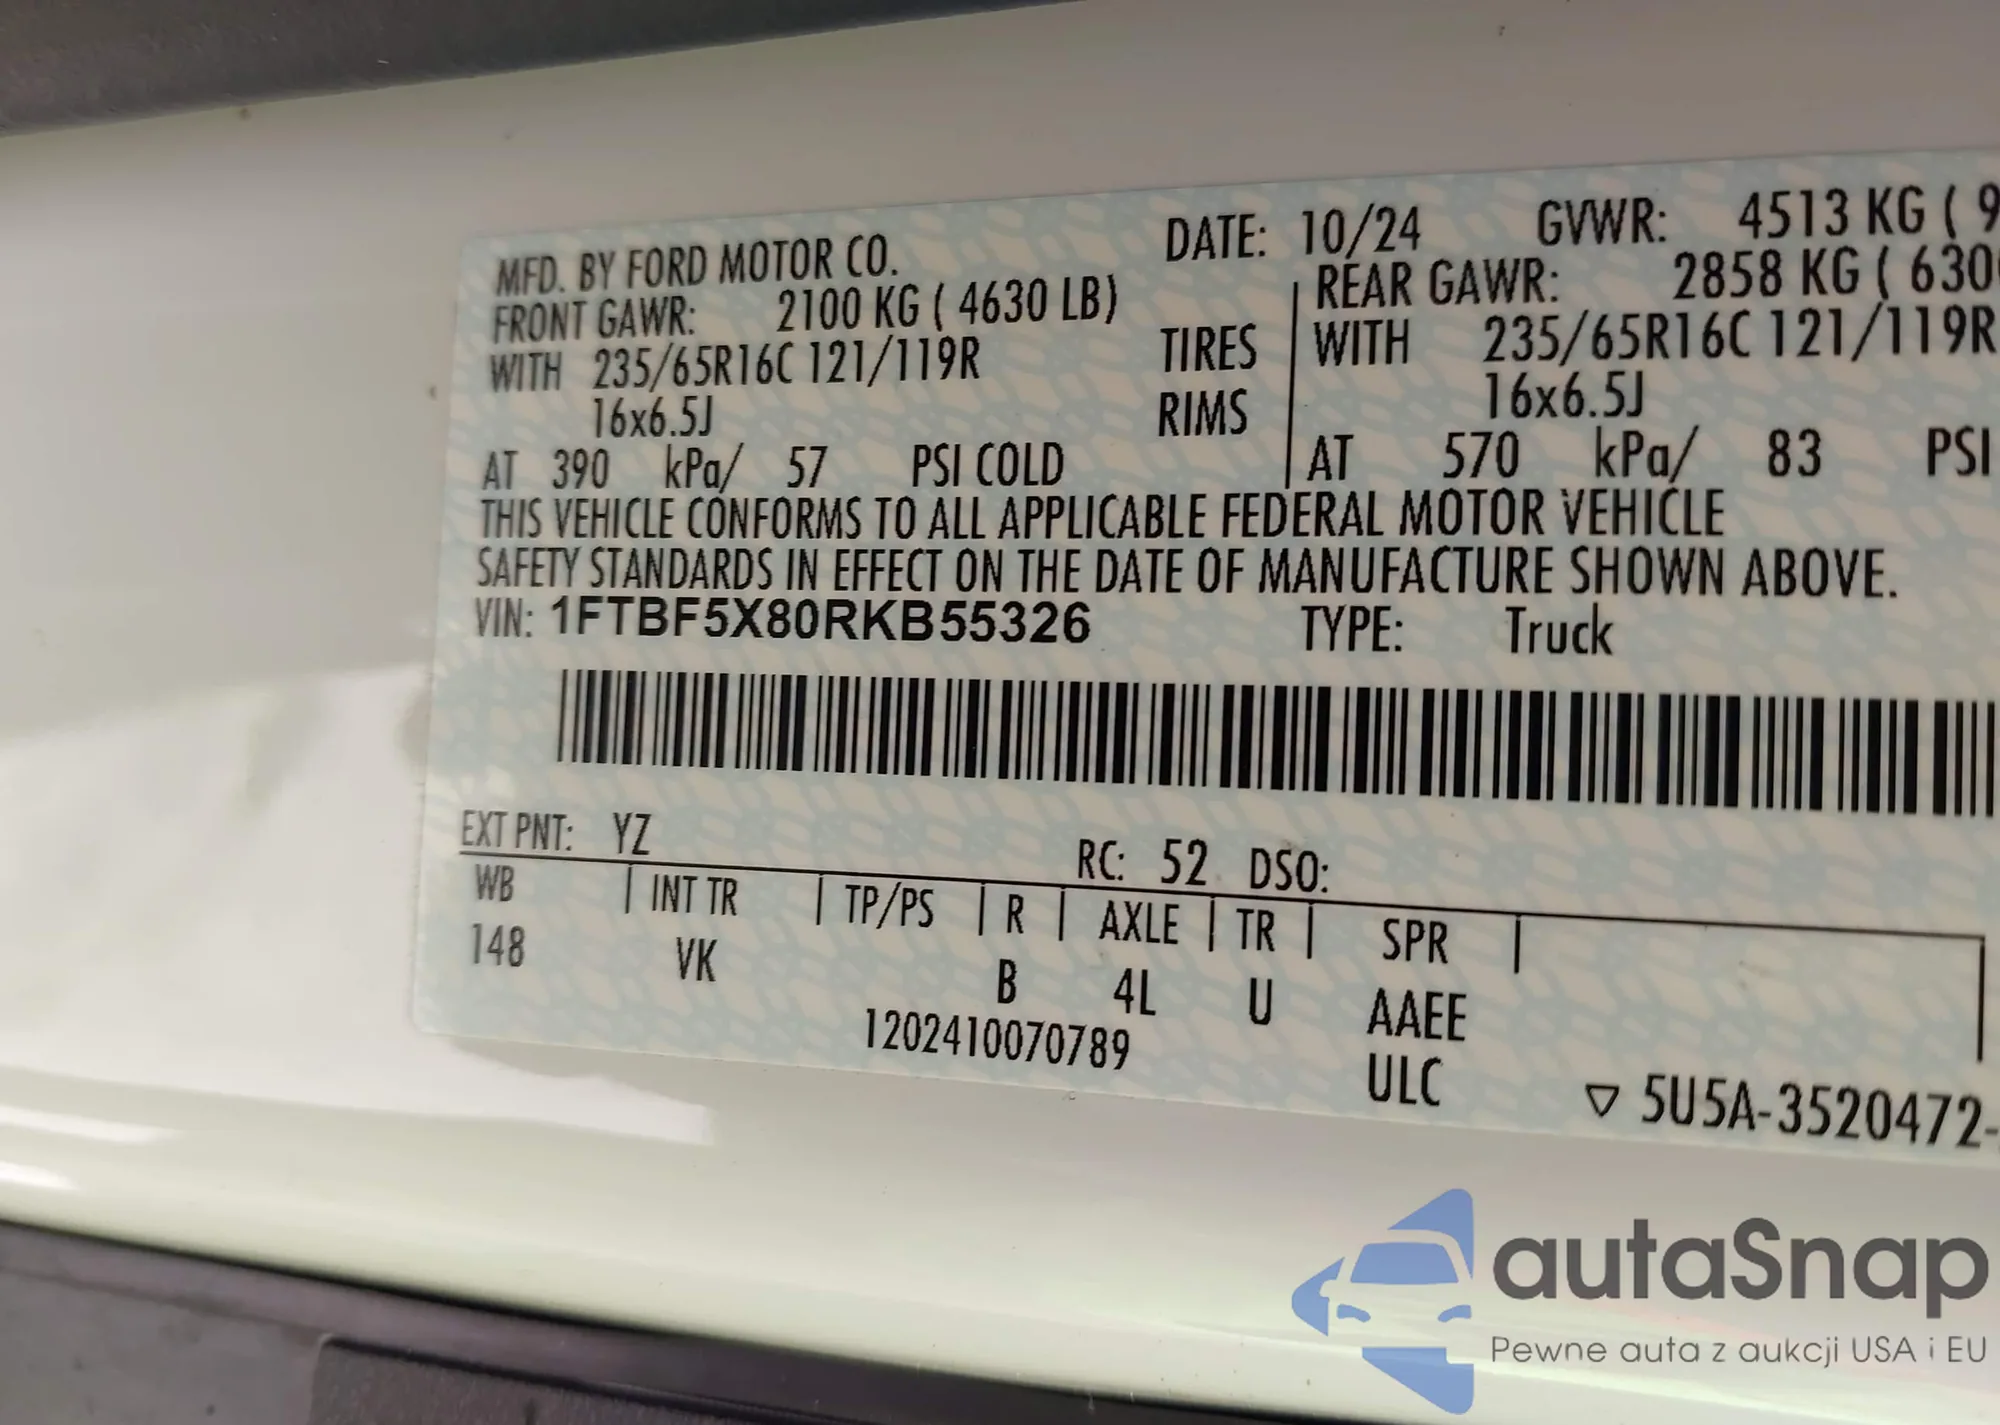 MFD. BY FORD MOTOR CO. DATE: 10/24 GVWR: 4513 KG ( 9
FRONT GAWR: 2100 KG ( 4630 LB) REAR GAWR: 2858 KG ( 630
WITH 235/65R16C 121/119R TIRES WITH 235/65R16C 121/119R
16x6.5J RIMS 16x6.5J
AT 390 kPa/ 57 PSI COLD AT 570 kPa/ 83 PSI
THIS VEHICLE CONFORMS TO ALL APPLICABLE FEDERAL MOTOR VEHICLE
SAFETY STANDARDS IN EFFECT ON THE DATE OF MANUFACTURE SHOWN ABOVE.
VIN: 1FTBF5X80RKB55326 TYPE: Truck
EXT PNT: YZ RC: 52 DSO:
WB INT TR TP/PS R AXLE TR SPR
148 VK B 4L U AAEE
1202410070789 ULC
▽ 5U5A-3520472-
autaSnap
Pewne auta z aukcji USA i EU